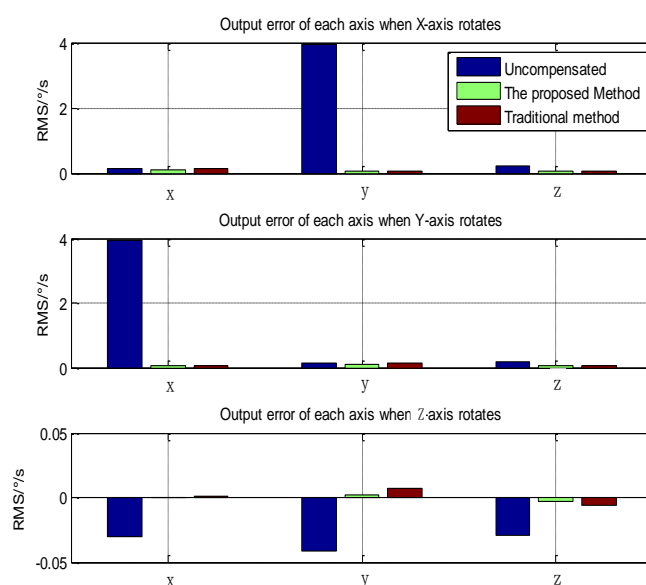 Output error of each axis when X-axis rotates
4
2
0
RMS/°/s
Uncompensated
The proposed Method
Traditional method
x
y
z
Output error of each axis when Y-axis rotates
4
2
0
RMS/°/s
x
y
z
Output error of each axis when Z-axis rotates
0.05
0
-0.05
RMS/°/s
x
y
z